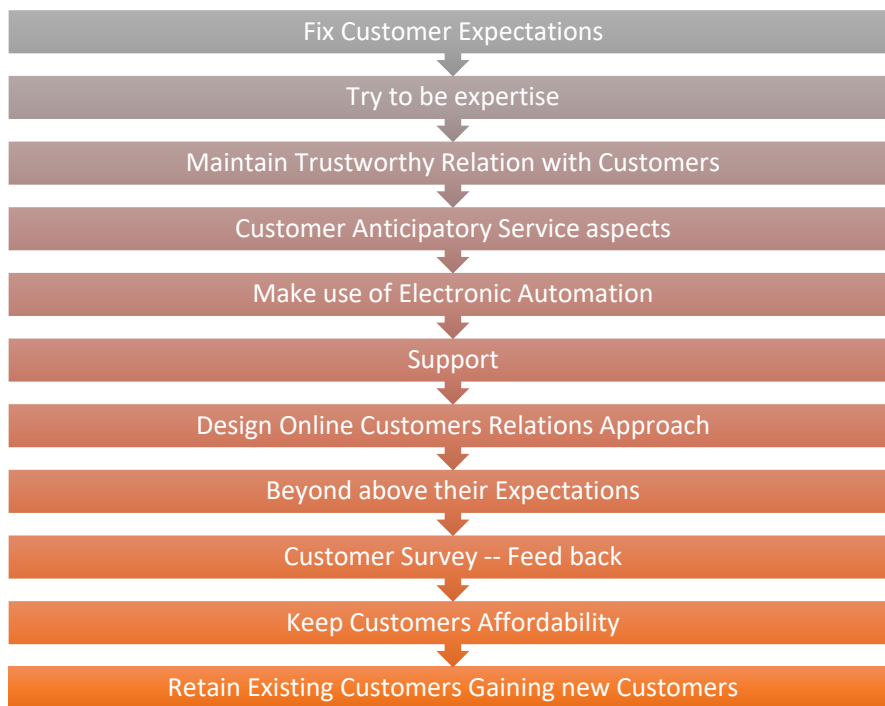 Fix Customer Expectations
Try to be expertise
Maintain Trustworthy Relation with Customers
Customer Anticipatory Service aspects
Make use of Electronic Automation
Support
Design Online Customers Relations Approach
Beyond above their Expectations
Customer Survey -- Feed back
Keep Customers Affordability
Retain Existing Customers Gaining new Customers